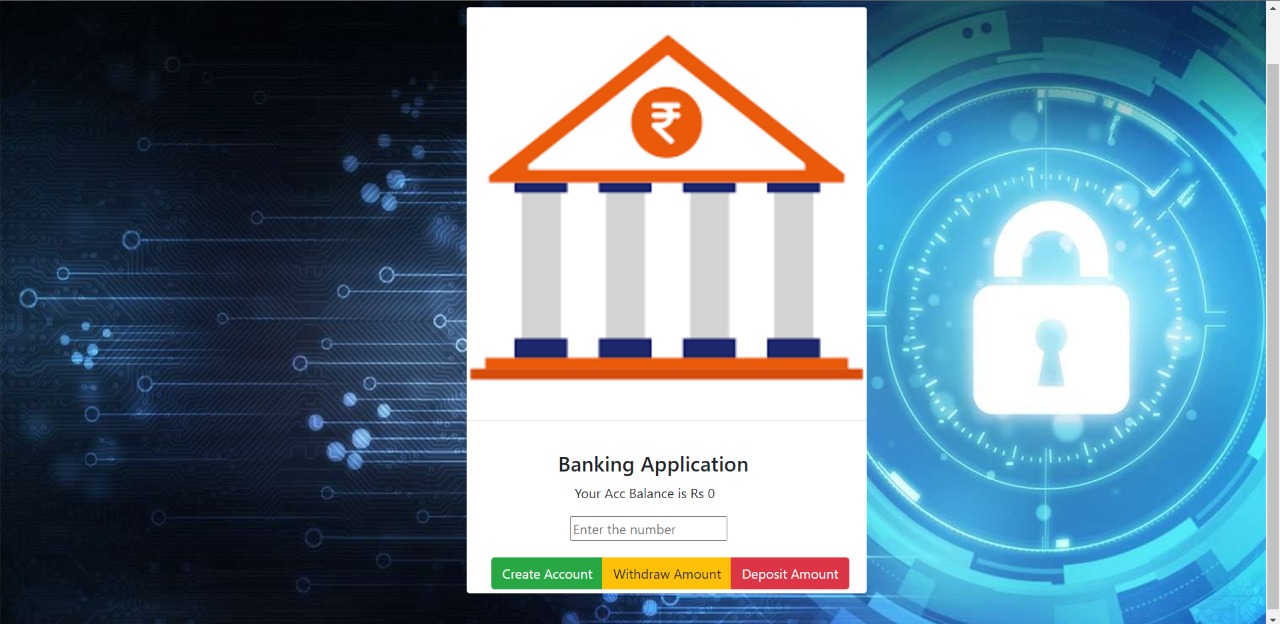 ₹
Banking Application
Your Acc Balance is Rs 0
Enter the number
Create Account Withdraw Amount Deposit Amount